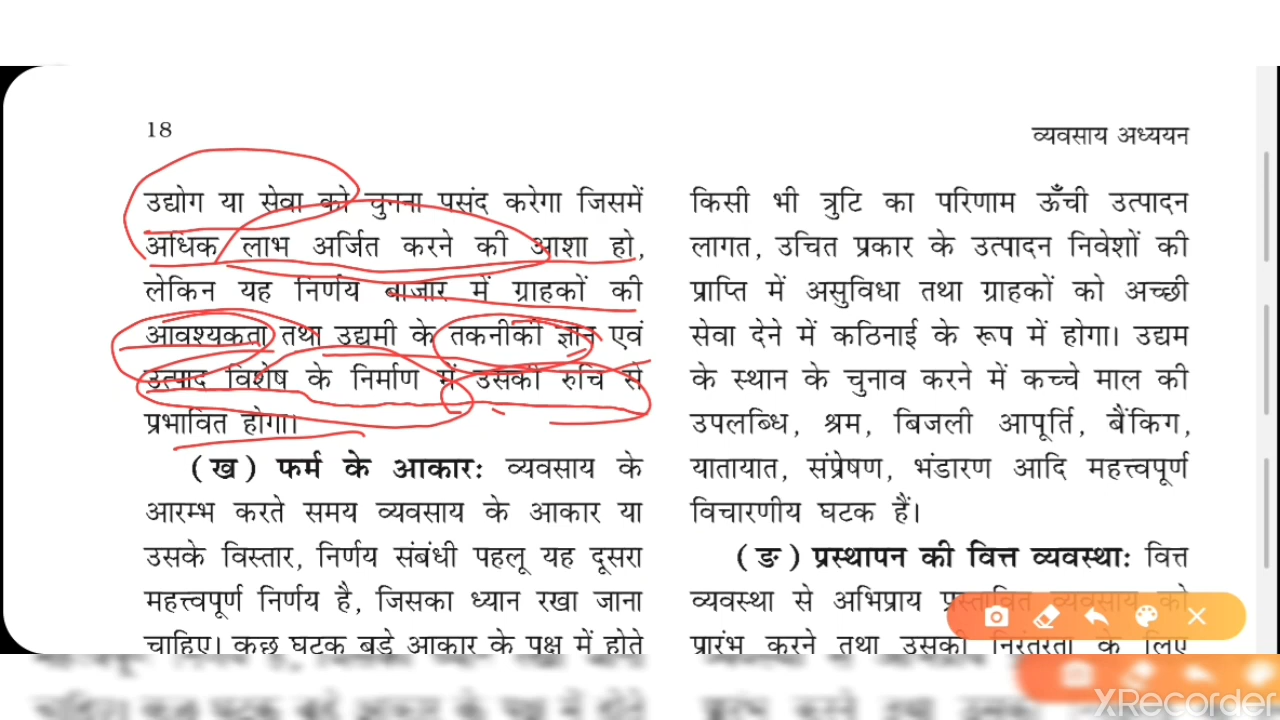 18
व्यवसाय अध्ययन
उद्योग या सेवा को चुनना पसंद करेगा जिसमें
अधिक लाभ अर्जित करने की आशा हो,
लेकिन यह निर्णय बाजार में ग्राहकों की
आवश्यकता तथा उद्यमी के तकनीकी ज्ञान एवं
उत्पाद विशेष के निर्माण में उसकी रुचि से
प्रभावित होगा।
(ख) फर्म के आकार: व्यवसाय के
आरम्भ करते समय व्यवसाय के आकार या
उसके विस्तार, निर्णय संबंधी पहलू यह दूसरा
महत्त्वपूर्ण निर्णय है, जिसका ध्यान रखा जाना
चाहिए। कुछ घटक बड़े आकार के पक्ष में होते
किसी भी त्रुटि का परिणाम ऊँची उत्पादन
लागत, उचित प्रकार के उत्पादन निवेशों की
प्राप्ति में असुविधा तथा ग्राहकों को अच्छी
सेवा देने में कठिनाई के रूप में होगा। उद्यम
के स्थान के चुनाव करने में कच्चे माल की
उपलब्धि, श्रम, बिजली आपूर्ति, बैंकिग,
यातायात, संप्रेषण, भंडारण आदि महत्त्वपूर्ण
विचारणीय घटक हैं।
(ङ) प्रस्थापन की वित्त व्यवस्था: वित्त
व्यवस्था से अभिप्राय प्रस्तावित व्यवसाय को
प्रारंभ करने तथा उसकी निरंतरता के लिए
XRecorder